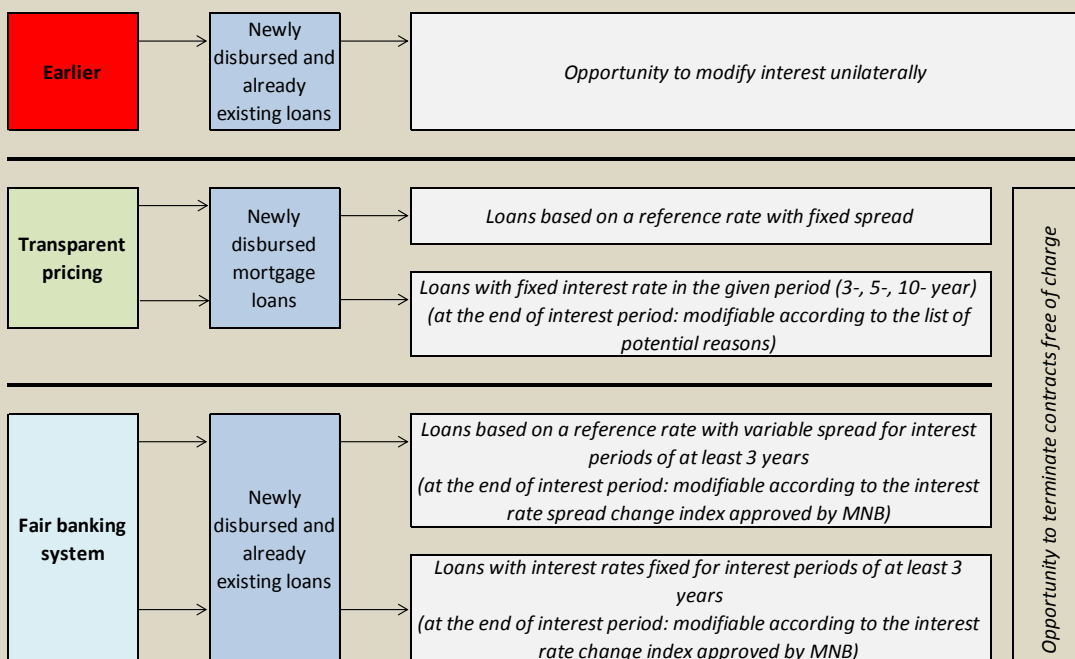 Earlier
Newly
disbursed and
already
existing loans
Opportunity to modify interest unilaterally
Transparent
pricing
Newly
disbursed
mortgage
loans
Loans based on a reference rate with fixed spread
Loans with fixed interest rate in the given period (3-, 5-, 10- year)
(at the end of interest period: modifiable according to the list of
potential reasons)
Fair banking
system
Newly
disbursed and
already
existing loans
Loans based on a reference rate with variable spread for interest
periods of at least 3 years
(at the end of interest period: modifiable according to the interest
rate spread change index approved by MNB)
Loans with interest rates fixed for interest periods of at least 3
years
(at the end of interest period: modifiable according to the interest
rate change index approved by MNB)
Opportunity to terminate contracts free of charge